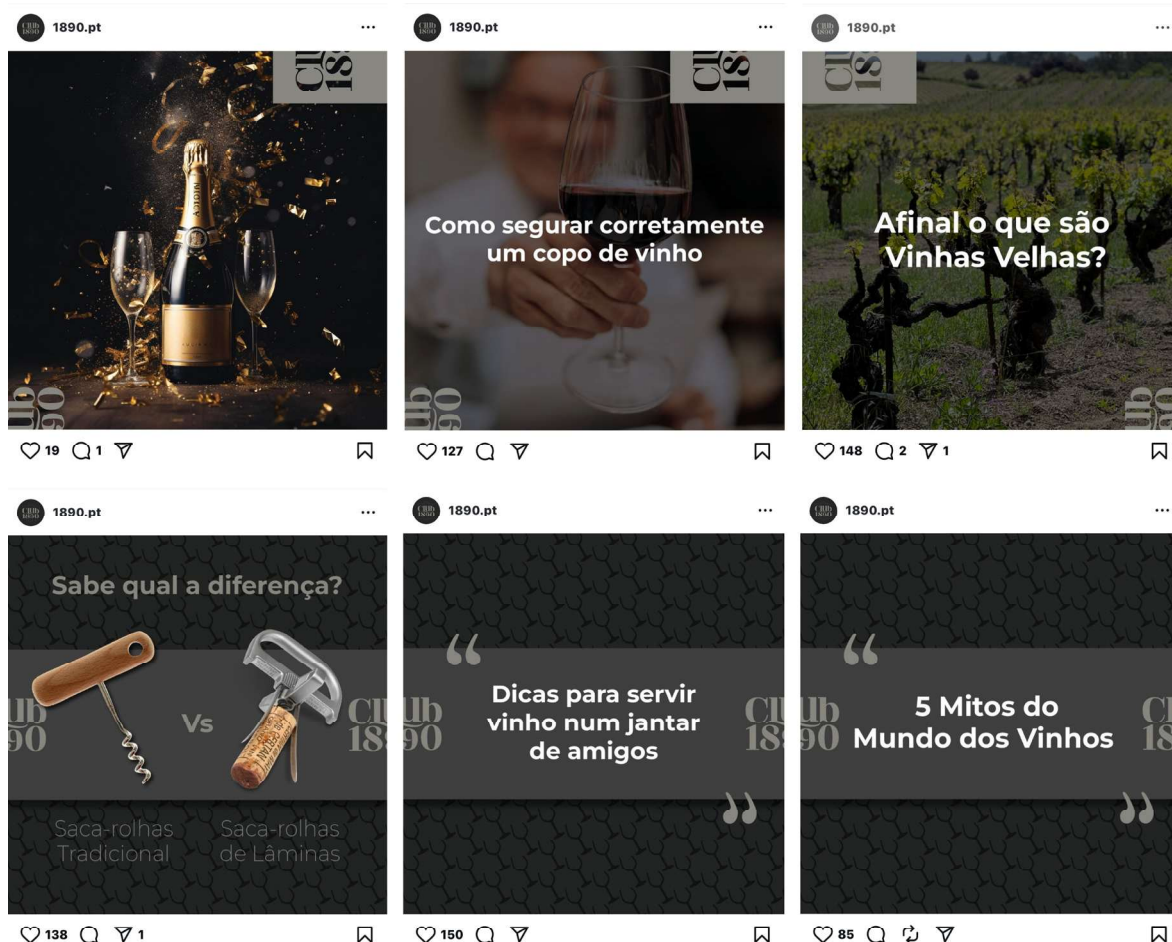 1890.pt
1890.pt
1890.pt
Club
1890
Como segurar corretamente
um copo de vinho
Afinal o que são
Vinhas Velhas?
19 1
127
148 2 1
1890.pt
1890.pt
1890.pt
Sabe qual a diferença?
Vs
Saca-rolhas
Tradicional
Saca-rolhas
de Lâminas
“
Dicas para servir
vinho num jantar
de amigos
”
“
5 Mitos do
Mundo dos Vinhos
”
138 1
150
85